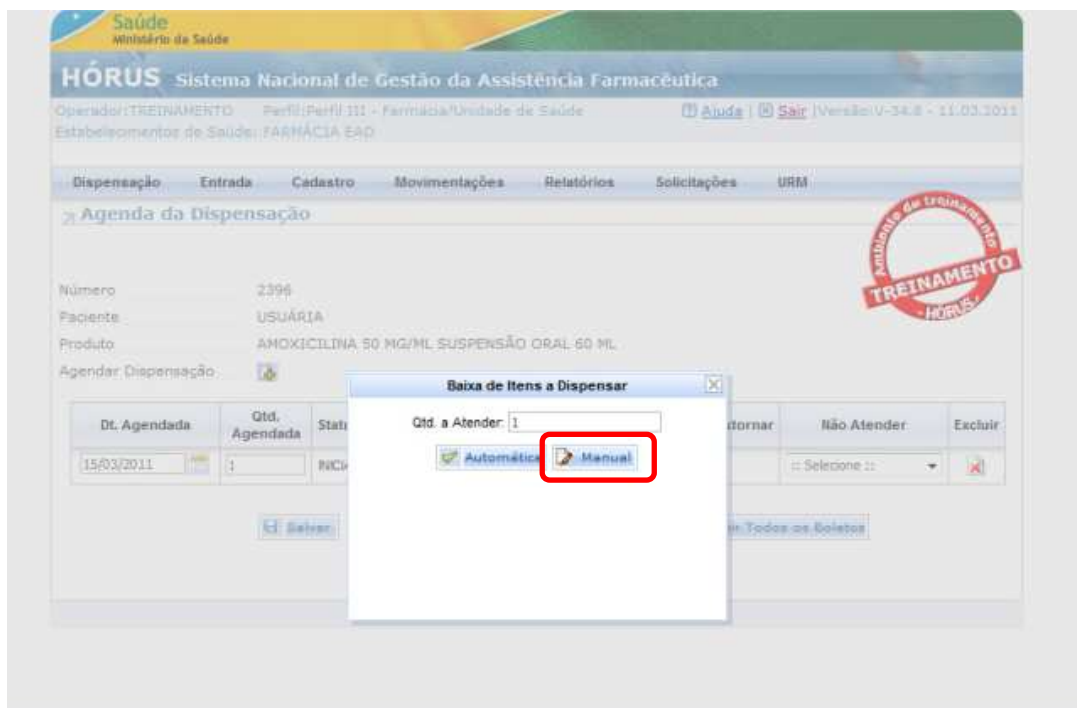 Saúde
Ministério da Saúde
HÓRUS Sistema Nacional de Gestão da Assistência Farmacêutica
Operador:TREINAMENTO Perfil:Perfil III - Farmácia/Unidade de Saúde Ajuda | Sair |Versão:V-34.8 - 11.03.2011
Estabelecimentos de Saúde: FARMÁCIA EAD
Dispensação Entrada Cadastro Movimentações Relatórios Solicitações URM
Agenda da Dispensação
Ambiente de treinamento
TREINAMENTO
- HÓRUS -
Número 2396
Paciente USUÁRIA
Produto AMOXICILINA 50 MG/ML SUSPENSÃO ORAL 60 ML
Agendar Dispensação
Baixa de Itens a Dispensar
Qtd. a Atender: 1
Automática Manual
Dt. Agendada Qtd. Agendada Não Atender Excluir
15/03/2011 1 :: Selecione ::
Salvar Todos os Boletos